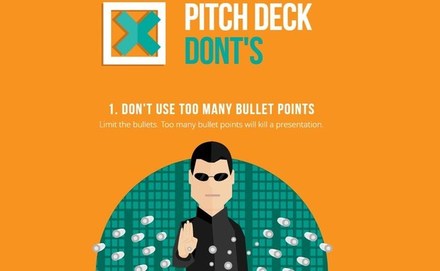 PITCH DECK
DONT'S
1. DON'T USE TOO MANY BULLET POINTS
Limit the bullets. Too many bullet points will kill a presentation.